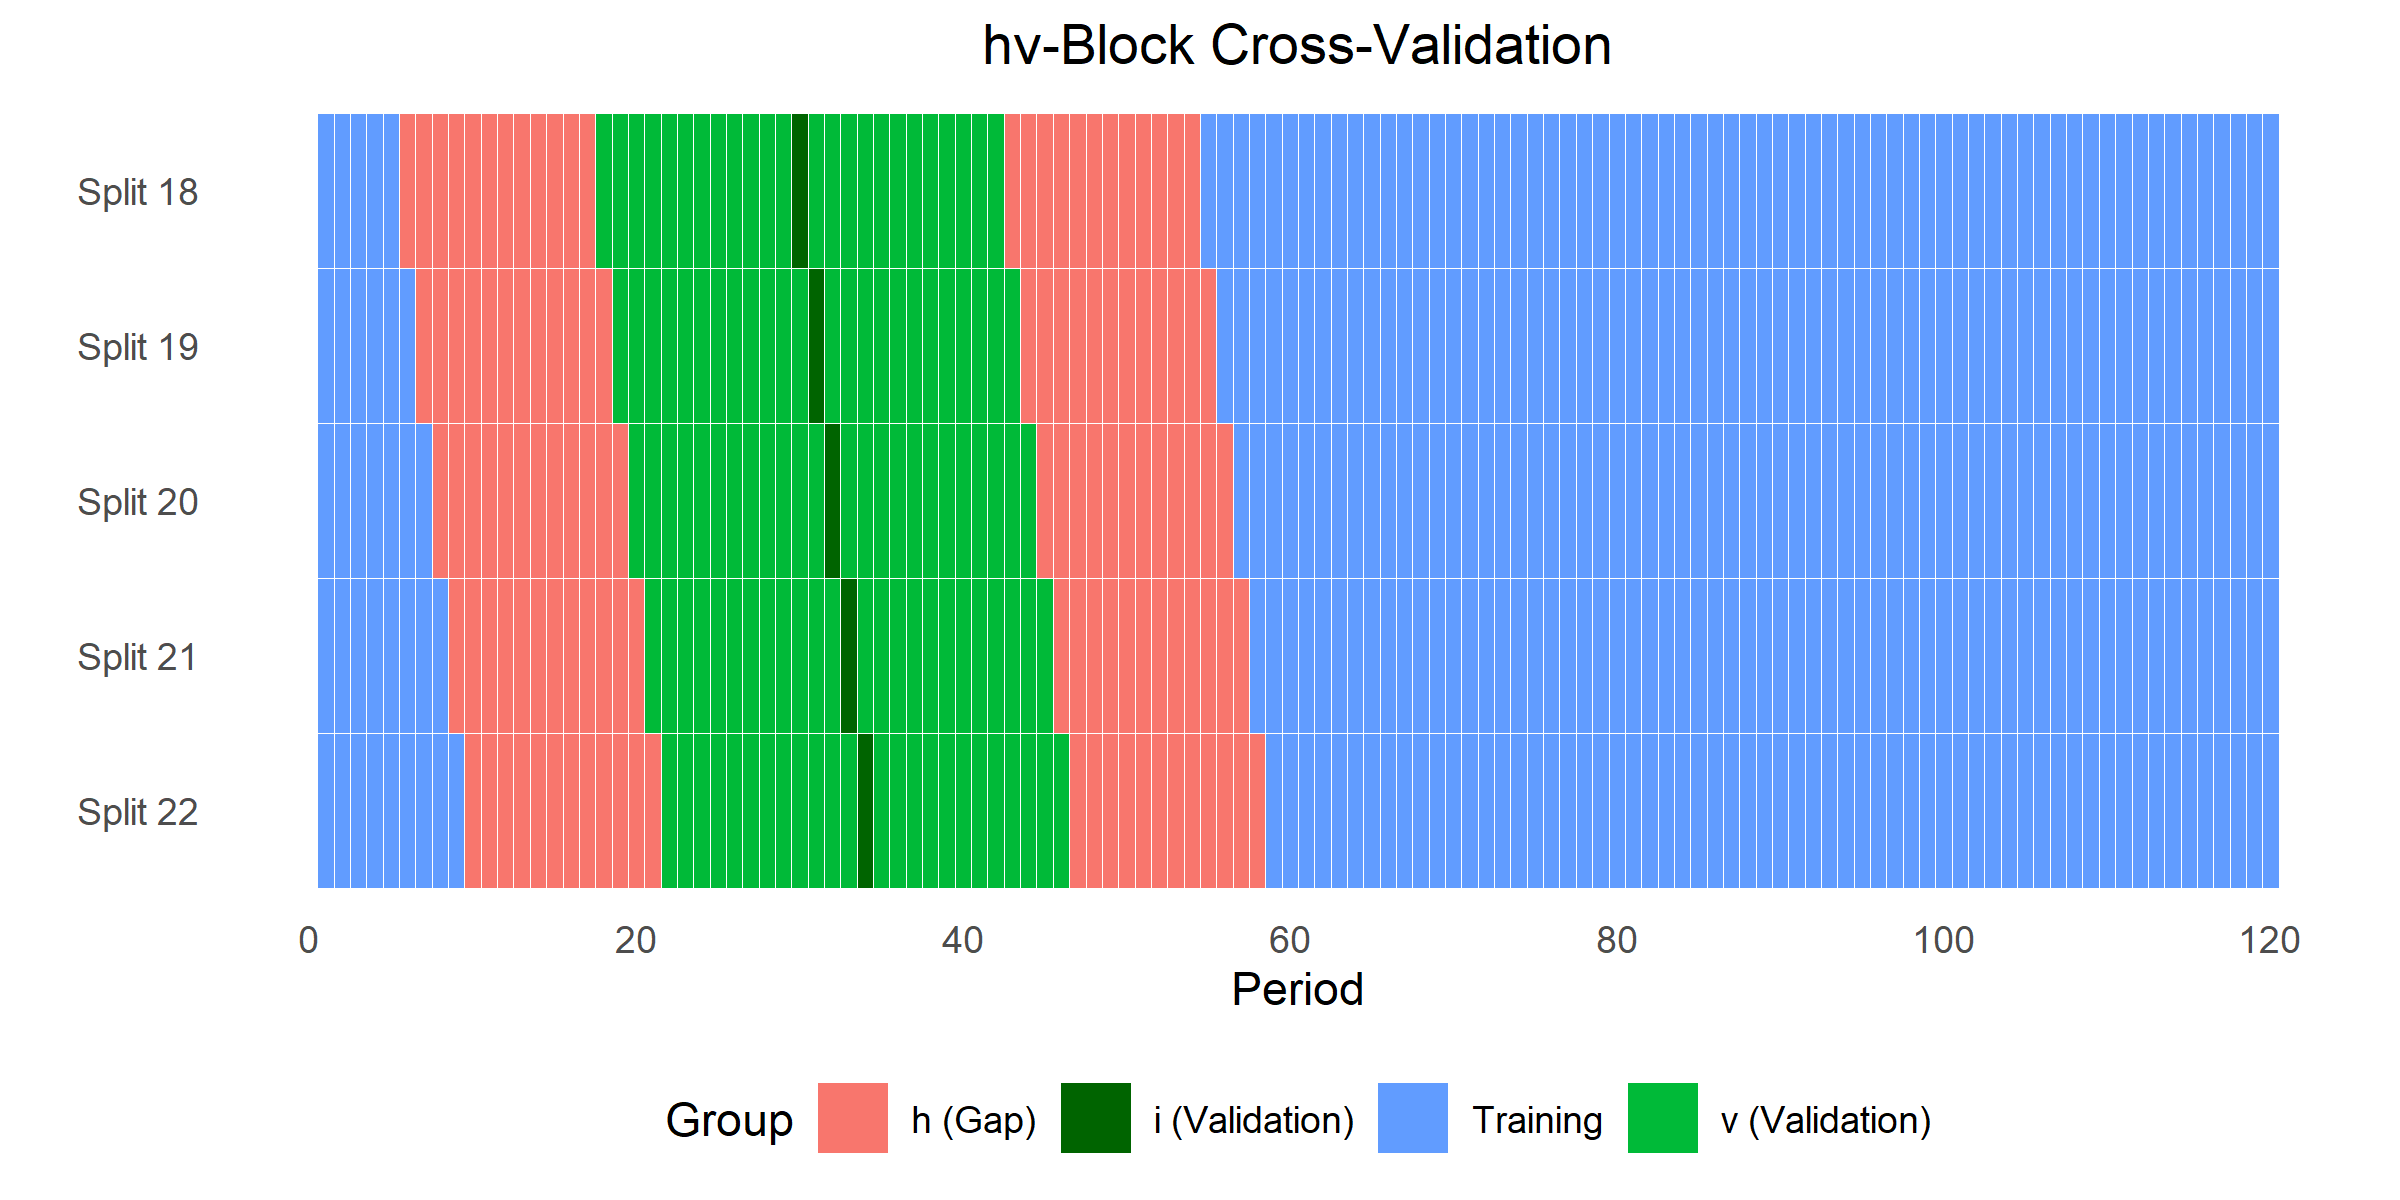 hv-Block Cross-Validation
Split 18
Split 19
Split 20
Split 21
Split 22
0 20 40 60 80 100 120
Period
Group h (Gap) i (Validation) Training v (Validation)